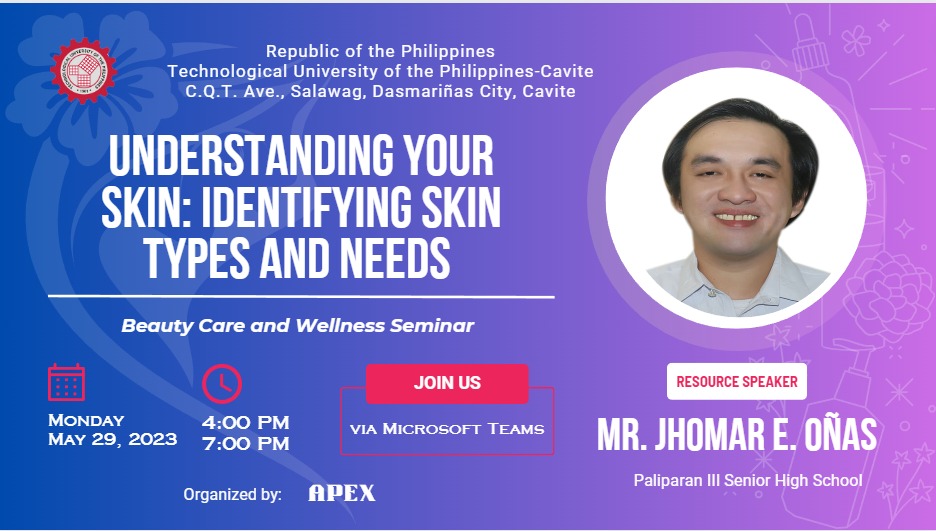 Republic of the Philippines
Technological University of the Philippines-Cavite
C.Q.T. Ave., Salawag, Dasmariñas City, Cavite
UNDERSTANDING YOUR
SKIN: IDENTIFYING SKIN
TYPES AND NEEDS
Beauty Care and Wellness Seminar
Monday
May 29, 2023
4:00 PM
7:00 PM
JOIN US
via Microsoft Teams
Organized by: APEX
RESOURCE SPEAKER
MR. JHOMAR E. OÑAS
Paliparan III Senior High School